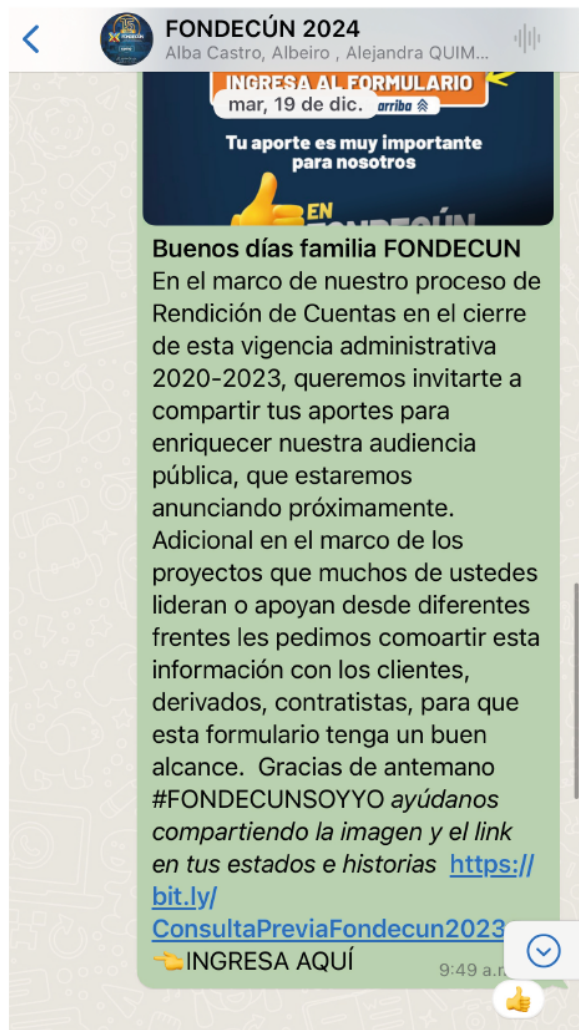 FONDECÚN 2024
Alba Castro, Albeiro , Alejandra QUIM...
INGRESA AL FORMULARIO
mar, 19 de dic.
arriba
Tu aporte es muy importante
para nosotros
EN
FONDECÚN
Buenos días familia FONDECUN
En el marco de nuestro proceso de
Rendición de Cuentas en el cierre
de esta vigencia administrativa
2020-2023, queremos invitarte a
compartir tus aportes para
enriquecer nuestra audiencia
pública, que estaremos
anunciando próximamente.
Adicional en el marco de los
proyectos que muchos de ustedes
lideran o apoyan desde diferentes
frentes les pedimos comoartir esta
información con los clientes,
derivados, contratistas, para que
esta formulario tenga un buen
alcance.  Gracias de antemano
#FONDECUNSOYYO ayúdanos
compartiendo la imagen y el link
en tus estados e historias  https://
bit.ly/
ConsultaPreviaFondecun2023
👈INGRESA AQUÍ
9:49 a.
👍